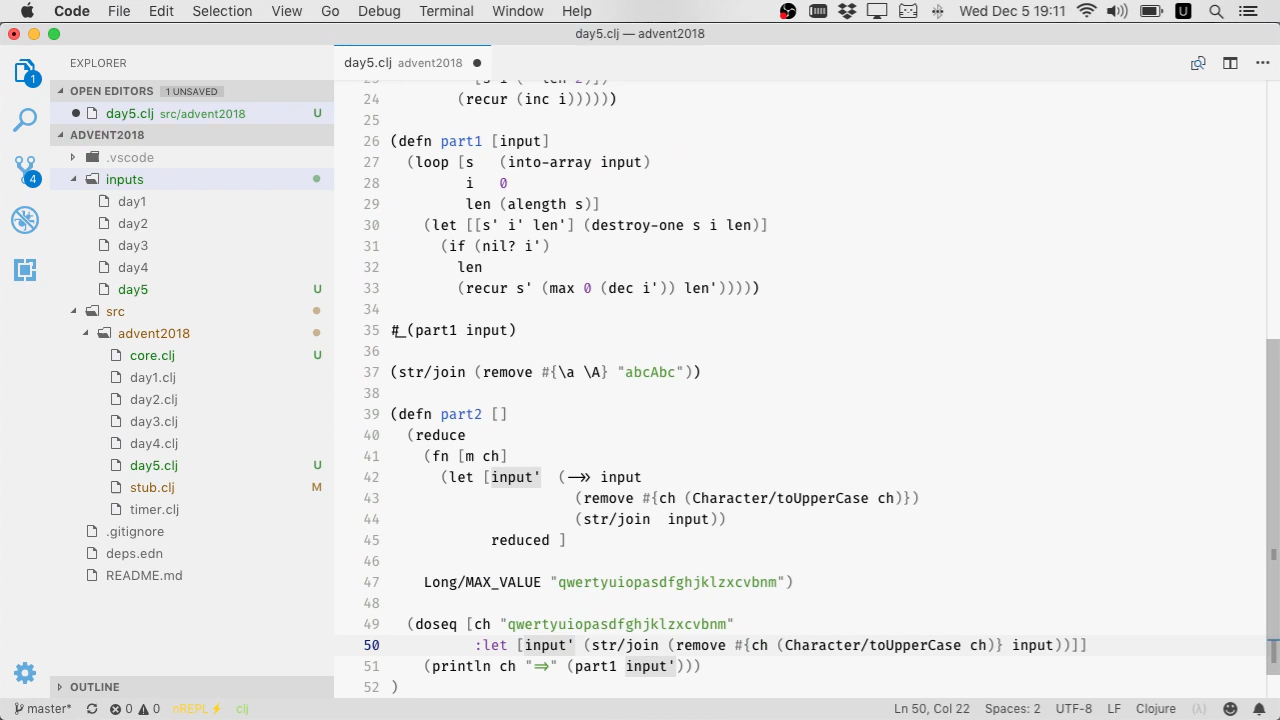 Code File Edit Selection View Go Debug Terminal Window Help Wed Dec 5 19:11 U
day5.clj — advent2018
EXPLORER
OPEN EDITORS 1 UNSAVED
day5.clj src/advent2018 U
ADVENT2018
.vscode
inputs
day1
day2
day3
day4
day5 U
src
advent2018
core.clj U
day1.clj
day2.clj
day3.clj
day4.clj
day5.clj U
stub.clj M
timer.clj
.gitignore
deps.edn
README.md
OUTLINE
1
4
day5.clj advent2018
24 (recur (inc i))))))
25
26 (defn part1 [input]
27 (loop [s (into-array input)
28 i 0
29 len (alength s)]
30 (let [[s' i' len'] (destroy-one s i len)]
31 (if (nil? i')
32 len
33 (recur s' (max 0 (dec i')) len')))))
34
35 #_(part1 input)
36
37 (str/join (remove #{\a \A} "abcAbc"))
38
39 (defn part2 []
40 (reduce
41 (fn [m ch]
42 (let [input' (->> input
43 (remove #{ch (Character/toUpperCase ch)})
44 (str/join input))
45 reduced ]
46
47 Long/MAX_VALUE "qwertyuiopasdfghjklzxcvbnm")
48
49 (doseq [ch "qwertyuiopasdfghjklzxcvbnm"
50 :let [input' (str/join (remove #{ch (Character/toUpperCase ch)} input))]]
51 (println ch "=>" (part1 input')))
52 )
master* 0 0 nREPL⚡ clj Ln 50, Col 22 Spaces: 2 UTF-8 LF Clojure (λ)